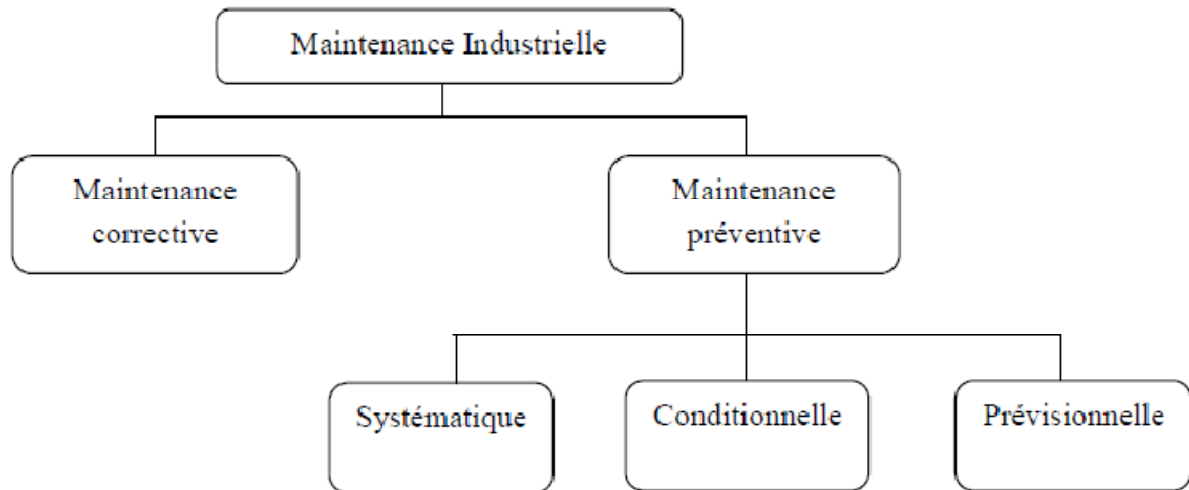 Maintenance Industrielle
Maintenance
corrective
Maintenance
préventive
Systématique
Conditionnelle
Prévisionnelle